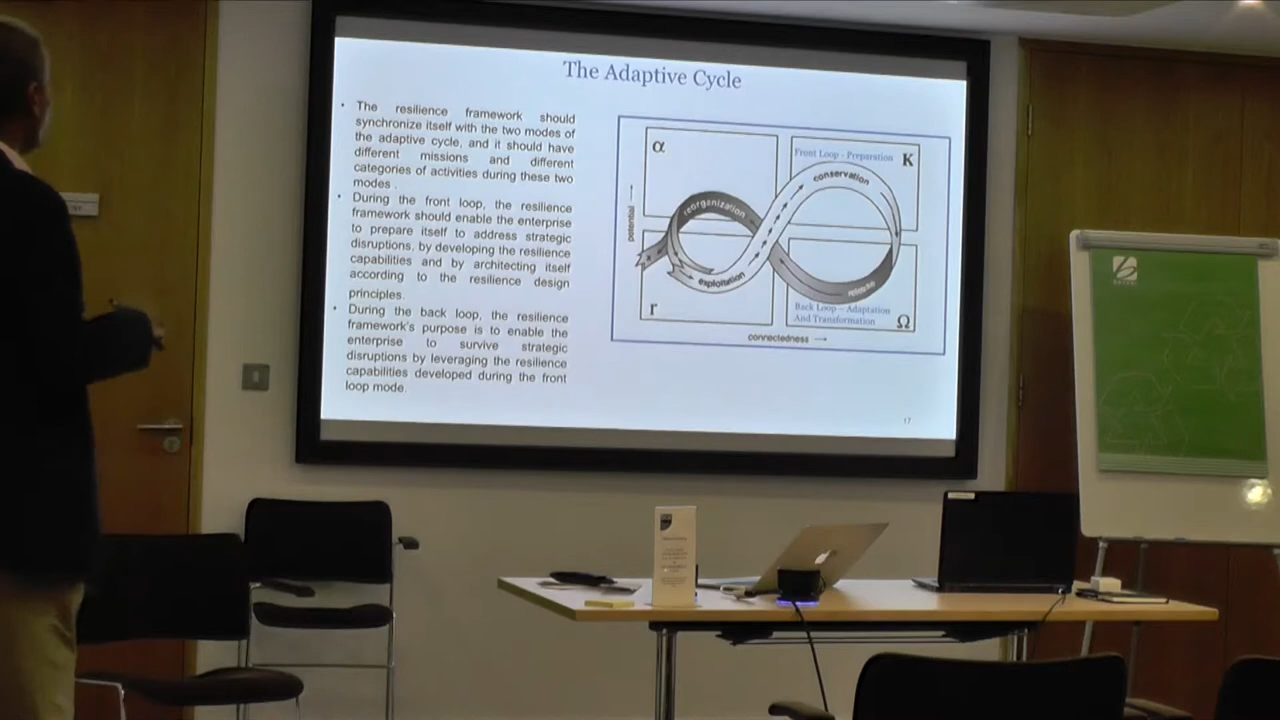 The Adaptive Cycle
• The resilience framework should
synchronize itself with the two modes of
the adaptive cycle, and it should have
different missions and different
categories of activities during these two
modes .
• During the front loop, the resilience
framework should enable the enterprise
to prepare itself to address strategic
disruptions, by developing the resilience
capabilities and by architecting itself
according to the resilience design
principles.
• During the back loop, the resilience
framework's purpose is to enable the
enterprise to survive strategic
disruptions by leveraging the resilience
capabilities developed during the front
loop mode.
α
Front Loop - Preparation
K
conservation
reorganization
potential →
x
exploitation
release
r
Back Loop – Adaptation
And Transformation
Ω
connectedness →
17